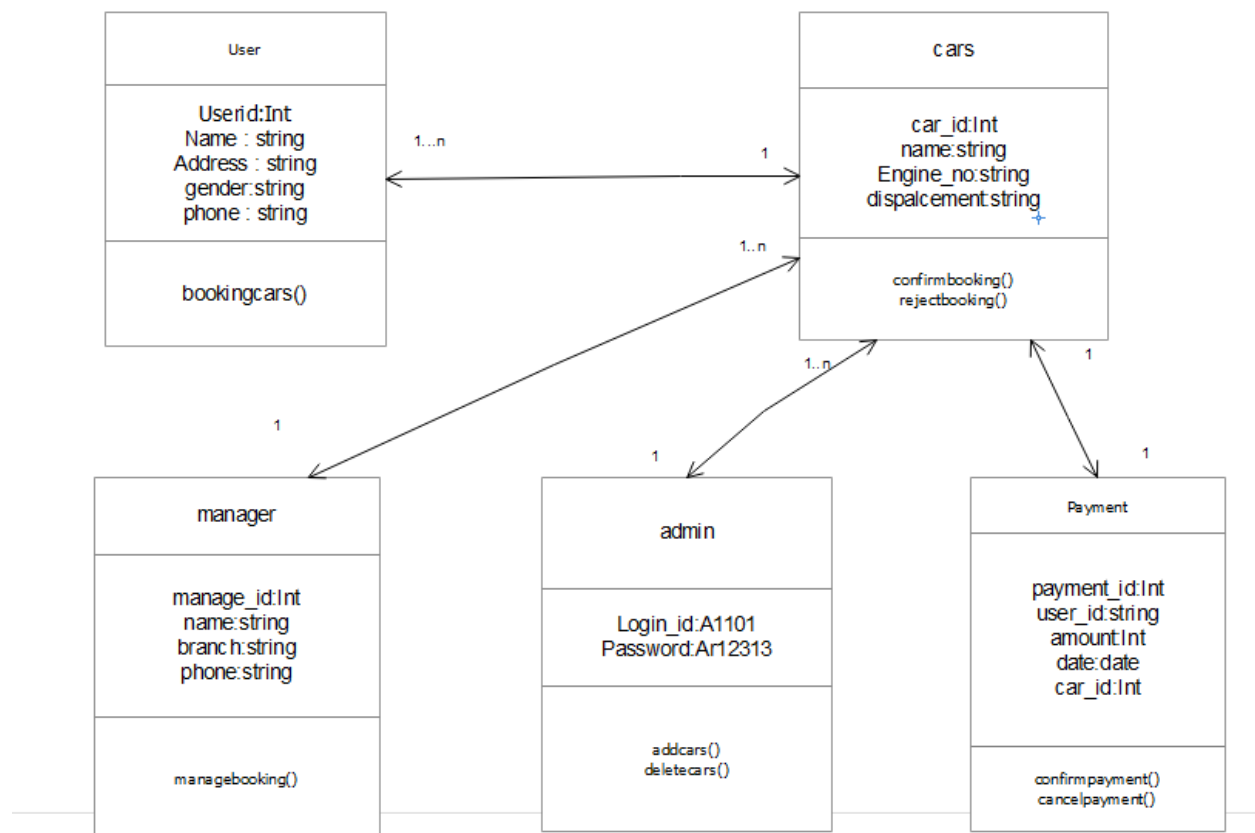 User
Userid:Int
Name : string
Address : string
gender:string
phone : string
bookingcars()
1...n
1
cars
car_id:Int
name:string
Engine_no:string
dispalcement:string
confirmbooking()
rejectbooking()
1..n
1
1..n
1
1
1
manager
manage_id:Int
name:string
branch:string
phone:string
managebooking()
admin
Login_id:A1101
Password:Ar12313
addcars()
deletecars()
Payment
payment_id:Int
user_id:string
amount:Int
date:date
car_id:Int
confirmpayment()
cancelpayment()